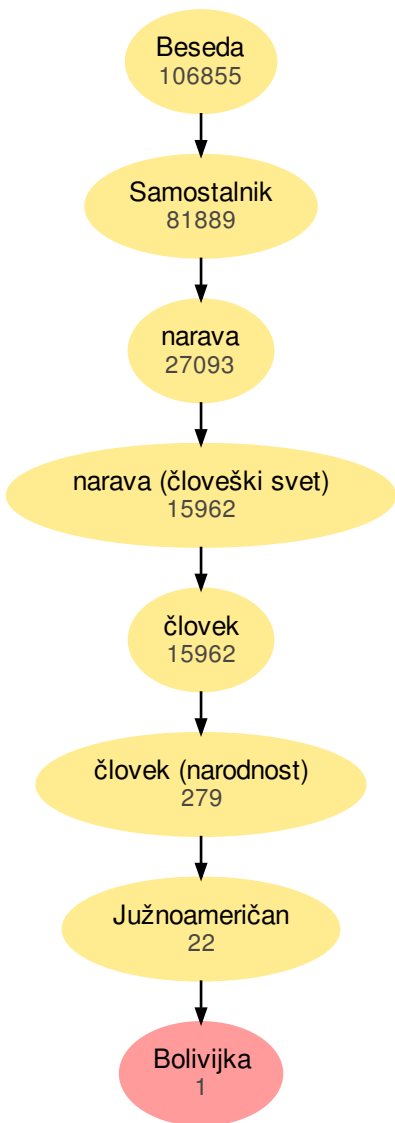 Beseda
106855
Samostalnik
81889
narava
27093
narava (človeški svet)
15962
človek
15962
človek (narodnost)
279
Južnoameričan
22
Bolivijka
1